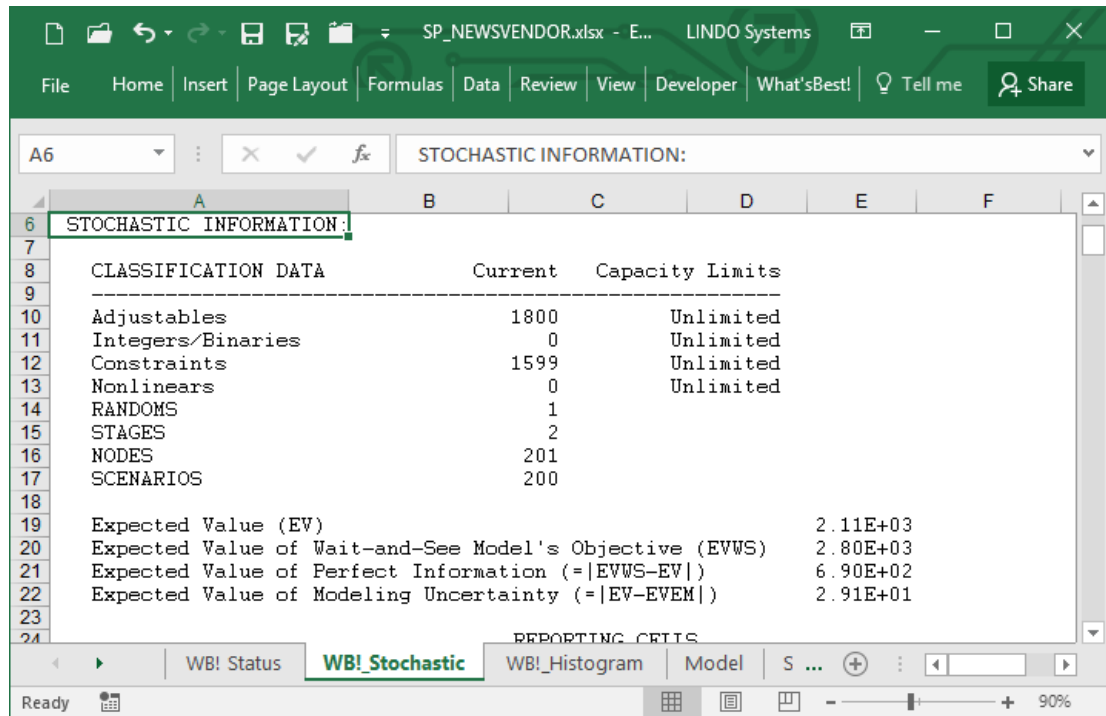 SP_NEWSVENDOR.xlsx - E... LINDO Systems
File Home Insert Page Layout Formulas Data Review View Developer What'sBest! Tell me Share
A6 fx STOCHASTIC INFORMATION:
A B C D E F
6 STOCHASTIC INFORMATION:
7
8 CLASSIFICATION DATA Current Capacity Limits
9 --------------------------------------------------------
10 Adjustables 1800 Unlimited
11 Integers/Binaries 0 Unlimited
12 Constraints 1599 Unlimited
13 Nonlinears 0 Unlimited
14 RANDOMS 1
15 STAGES 2
16 NODES 201
17 SCENARIOS 200
18
19 Expected Value (EV) 2.11E+03
20 Expected Value of Wait-and-See Model's Objective (EVWS) 2.80E+03
21 Expected Value of Perfect Information (=|EVWS-EV|) 6.90E+02
22 Expected Value of Modeling Uncertainty (=|EV-EVEM|) 2.91E+01
23
24 REPORTING CELLS
WB! Status WB!_Stochastic WB!_Histogram Model S ...
Ready 90%